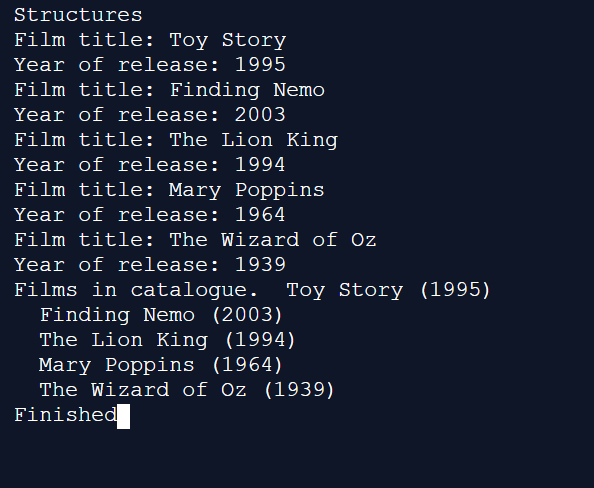 Structures
Film title: Toy Story
Year of release: 1995
Film title: Finding Nemo
Year of release: 2003
Film title: The Lion King
Year of release: 1994
Film title: Mary Poppins
Year of release: 1964
Film title: The Wizard of Oz
Year of release: 1939
Films in catalogue.  Toy Story (1995)
  Finding Nemo (2003)
  The Lion King (1994)
  Mary Poppins (1964)
  The Wizard of Oz (1939)
Finished